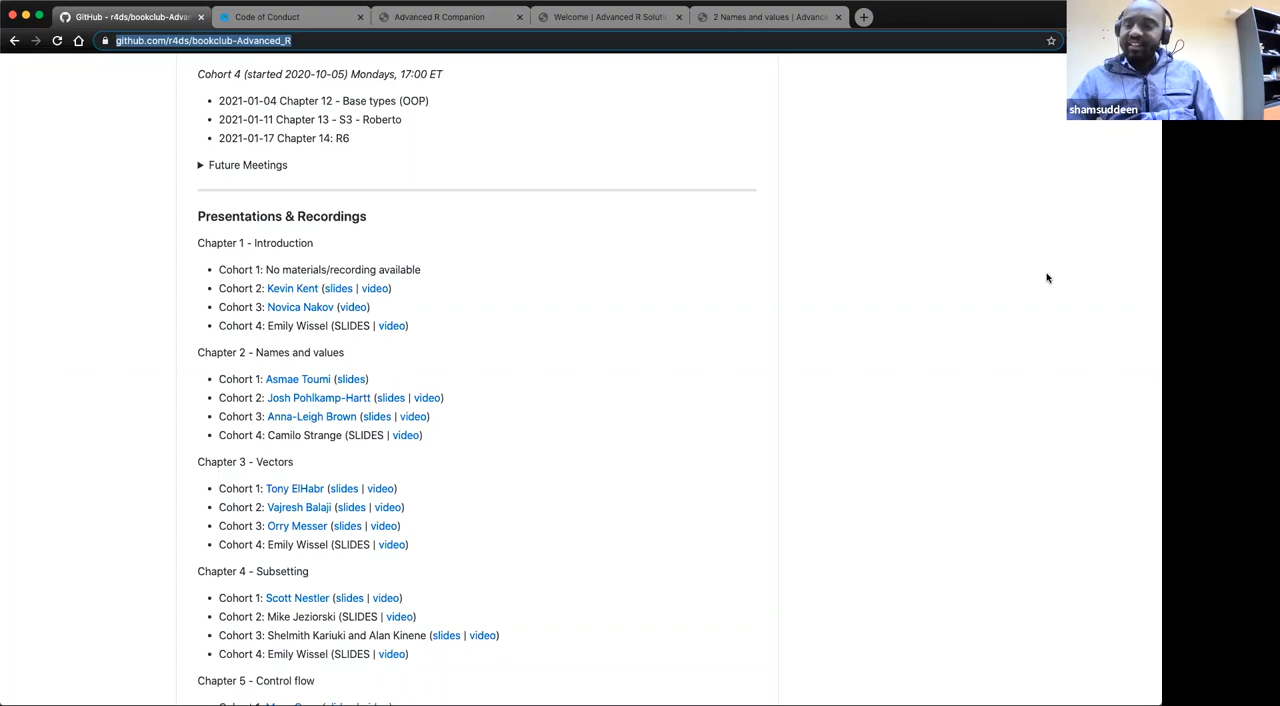 GitHub - r4ds/bookclub-Advan
Code of Conduct
Advanced R Companion
Welcome | Advanced R Soluti
2 Names and values | Advance
github.com/r4ds/bookclub-Advanced_R
shamsuddeen
Cohort 4 (started 2020-10-05) Mondays, 17:00 ET
• 2021-01-04 Chapter 12 - Base types (OOP)
• 2021-01-11 Chapter 13 - S3 - Roberto
• 2021-01-17 Chapter 14: R6
Future Meetings
Presentations & Recordings
Chapter 1 - Introduction
• Cohort 1: No materials/recording available
• Cohort 2: Kevin Kent (slides | video)
• Cohort 3: Novica Nakov (video)
• Cohort 4: Emily Wissel (SLIDES | video)
Chapter 2 - Names and values
• Cohort 1: Asmae Toumi (slides)
• Cohort 2: Josh Pohlkamp-Hartt (slides | video)
• Cohort 3: Anna-Leigh Brown (slides | video)
• Cohort 4: Camilo Strange (SLIDES | video)
Chapter 3 - Vectors
• Cohort 1: Tony ElHabr (slides | video)
• Cohort 2: Vajresh Balaji (slides | video)
• Cohort 3: Orry Messer (slides | video)
• Cohort 4: Emily Wissel (SLIDES | video)
Chapter 4 - Subsetting
• Cohort 1: Scott Nestler (slides | video)
• Cohort 2: Mike Jeziorski (SLIDES | video)
• Cohort 3: Shelmith Kariuki and Alan Kinene (slides | video)
• Cohort 4: Emily Wissel (SLIDES | video)
Chapter 5 - Control flow